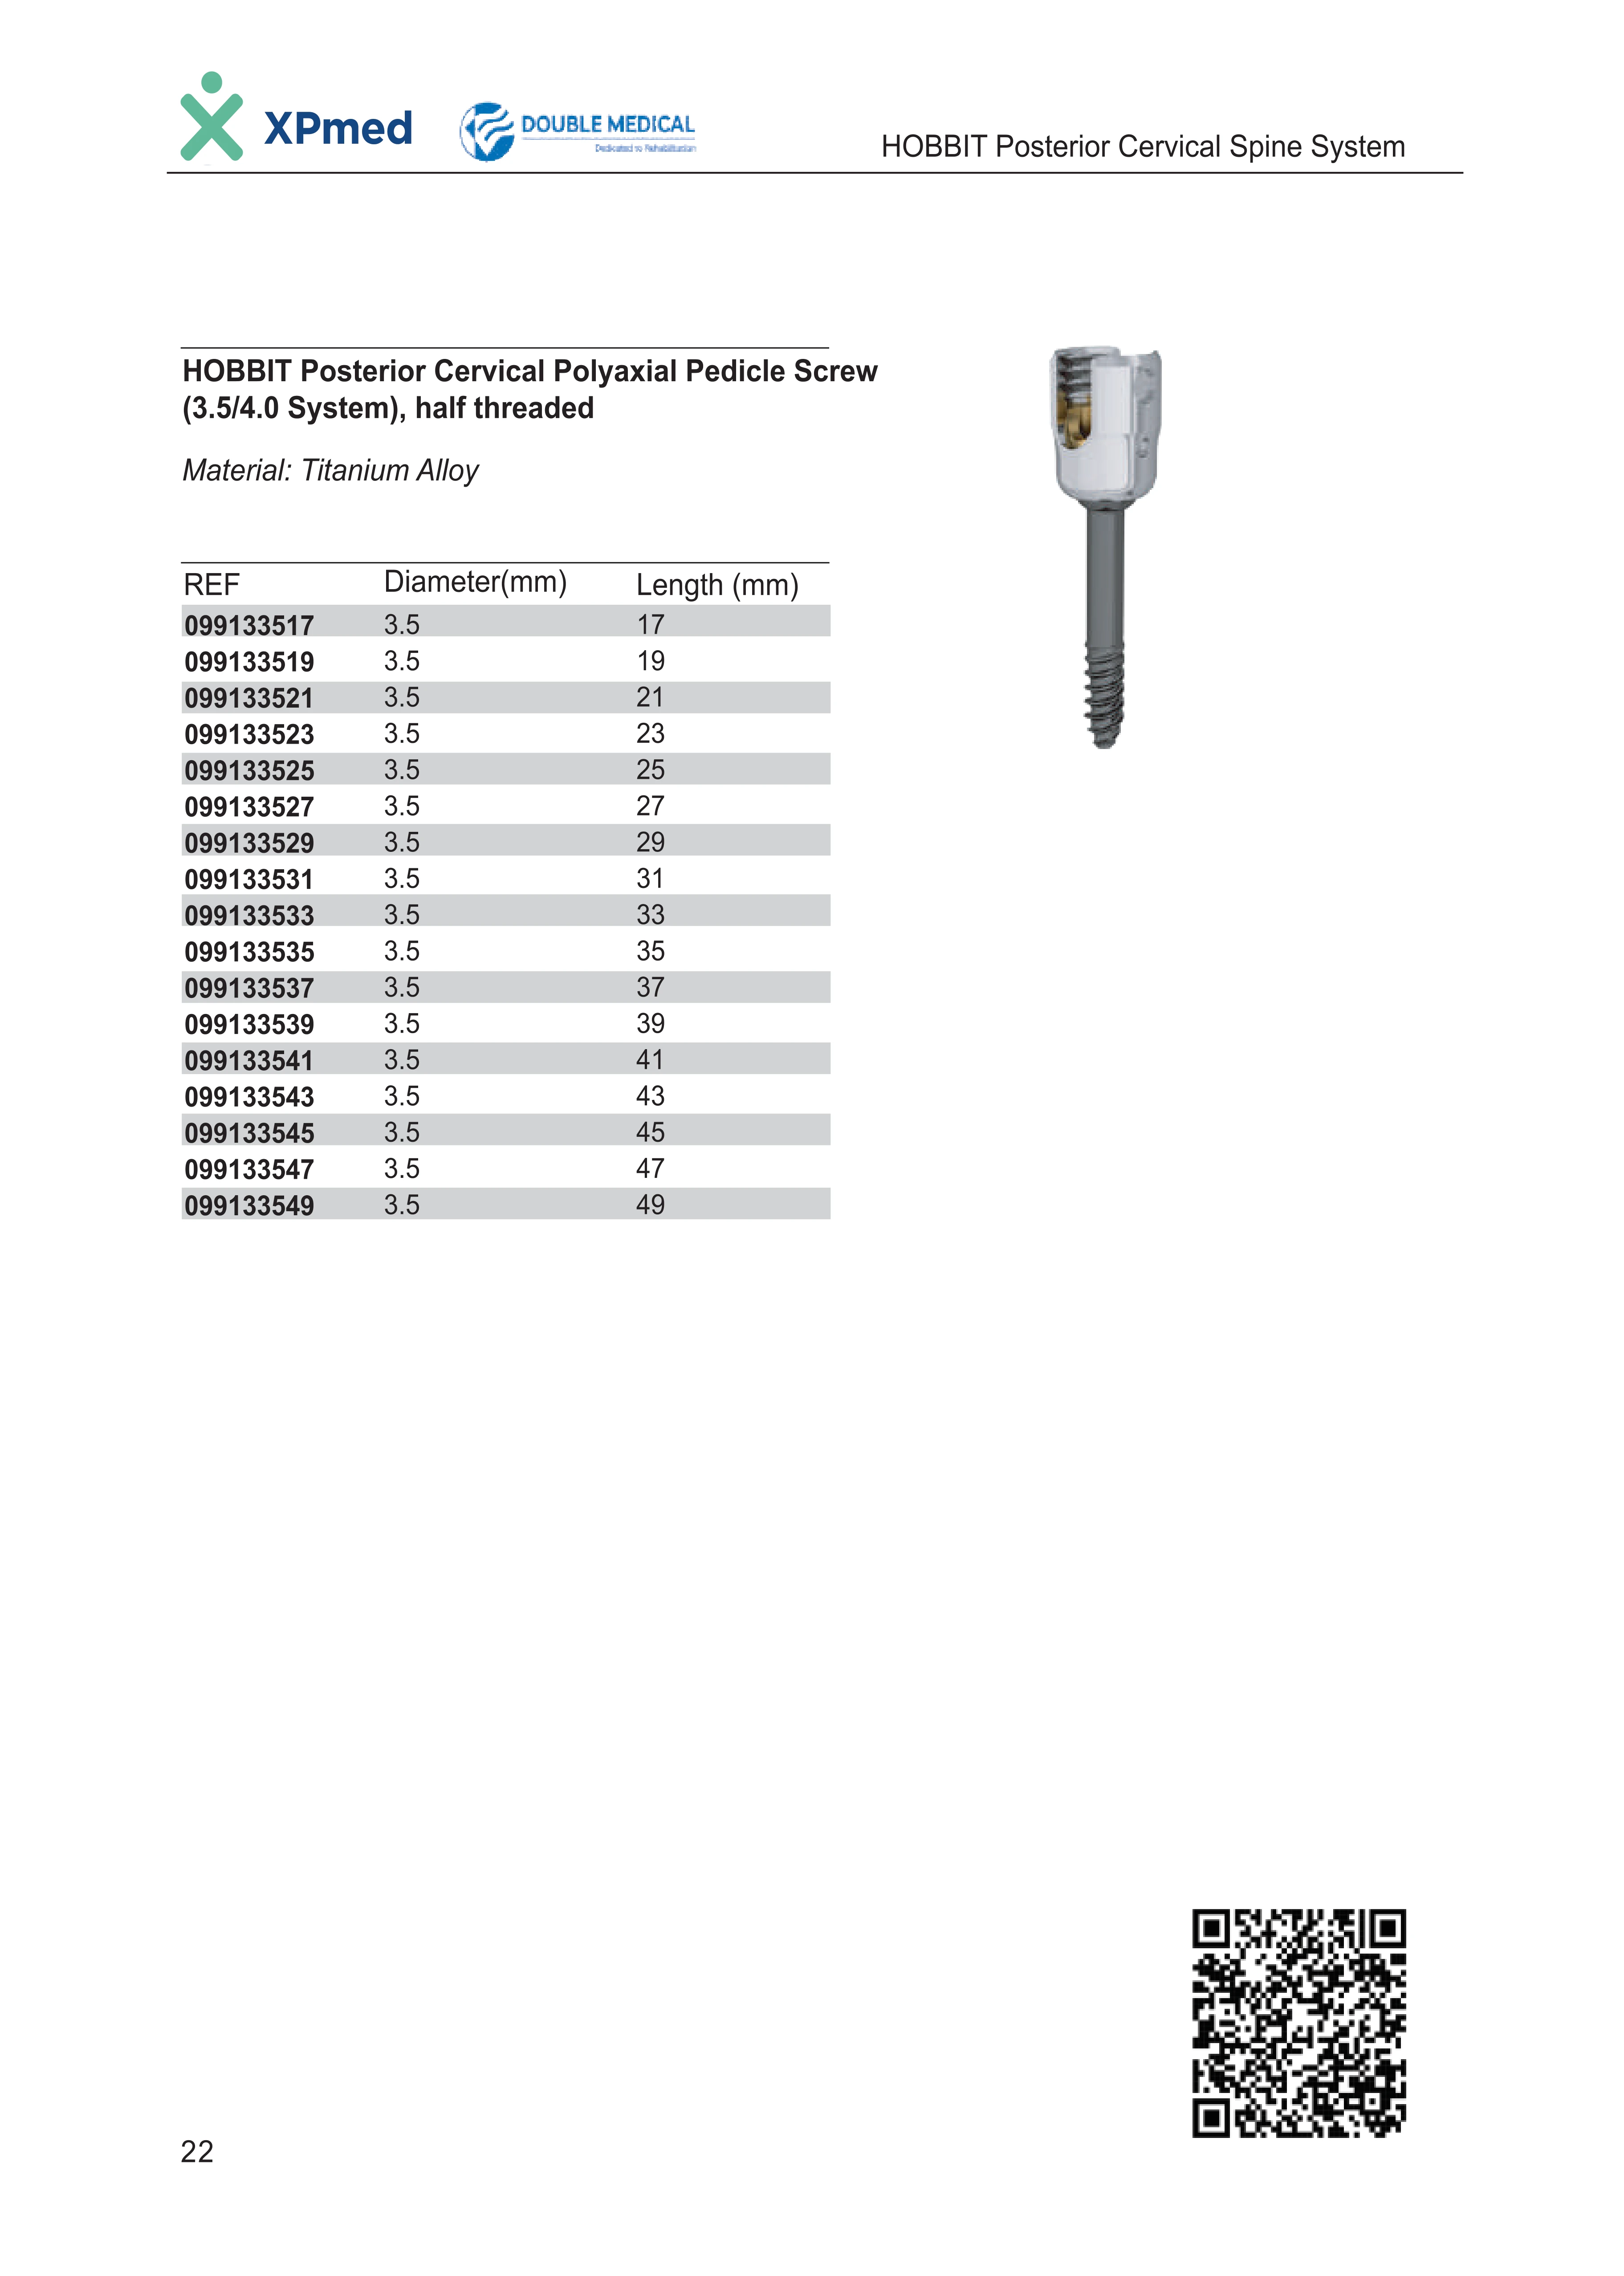 XPmed
DOUBLE MEDICAL
Dedicated to Rehabilitation
HOBBIT Posterior Cervical Spine System
HOBBIT Posterior Cervical Polyaxial Pedicle Screw
(3.5/4.0 System), half threaded
Material: Titanium Alloy
REF Diameter(mm) Length (mm)
099133517 3.5 17
099133519 3.5 19
099133521 3.5 21
099133523 3.5 23
099133525 3.5 25
099133527 3.5 27
099133529 3.5 29
099133531 3.5 31
099133533 3.5 33
099133535 3.5 35
099133537 3.5 37
099133539 3.5 39
099133541 3.5 41
099133543 3.5 43
099133545 3.5 45
099133547 3.5 47
099133549 3.5 49
22